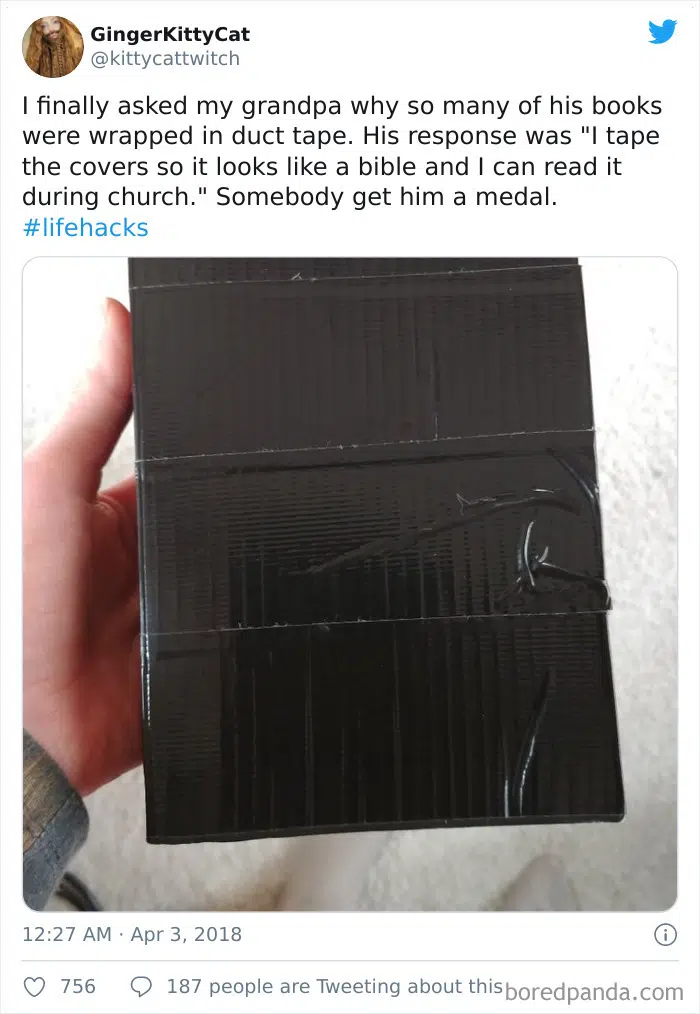 GingerKittyCat
@kittycattwitch
I finally asked my grandpa why so many of his books
were wrapped in duct tape. His response was "I tape
the covers so it looks like a bible and I can read it
during church." Somebody get him a medal.
#lifehacks
12:27 AM · Apr 3, 2018
756 187 people are Tweeting about this
boredpanda.com